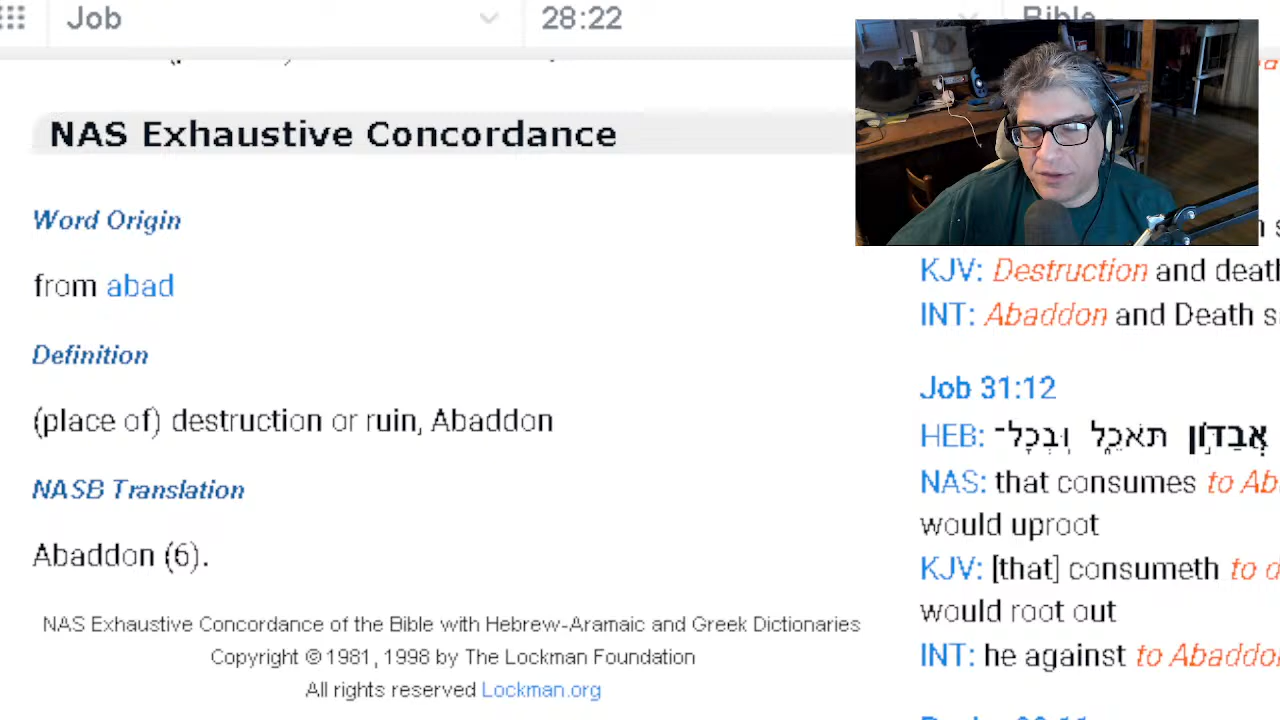 Job
28:22
Bible
NAS Exhaustive Concordance
Word Origin
from abad
Definition
(place of) destruction or ruin, Abaddon
NASB Translation
Abaddon (6).
NAS Exhaustive Concordance of the Bible with Hebrew-Aramaic and Greek Dictionaries
Copyright © 1981, 1998 by The Lockman Foundation
All rights reserved Lockman.org
KJV: Destruction and death
INT: Abaddon and Death
Job 31:12
HEB: אֲבַדּ֣וֹן תֹּאכֵ֑ל וּֽבְכָל־
NAS: that consumes to
would uproot
KJV: [that] consumeth to
would root out
INT: he against to Abaddo